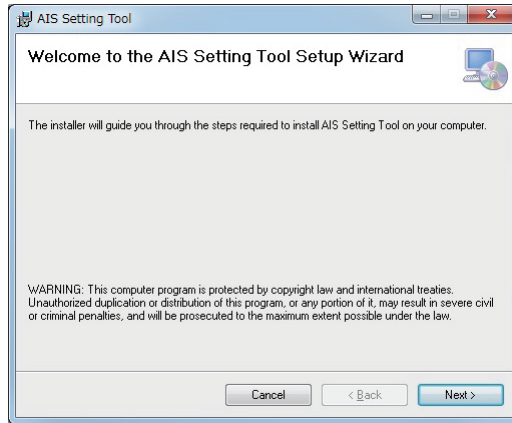 AIS Setting Tool
Welcome to the AIS Setting Tool Setup Wizard
The installer will guide you through the steps required to install AIS Setting Tool on your computer.
WARNING: This computer program is protected by copyright law and international treaties.
Unauthorized duplication or distribution of this program, or any portion of it, may result in severe civil
or criminal penalties, and will be prosecuted to the maximum extent possible under the law.
Cancel < Back Next >